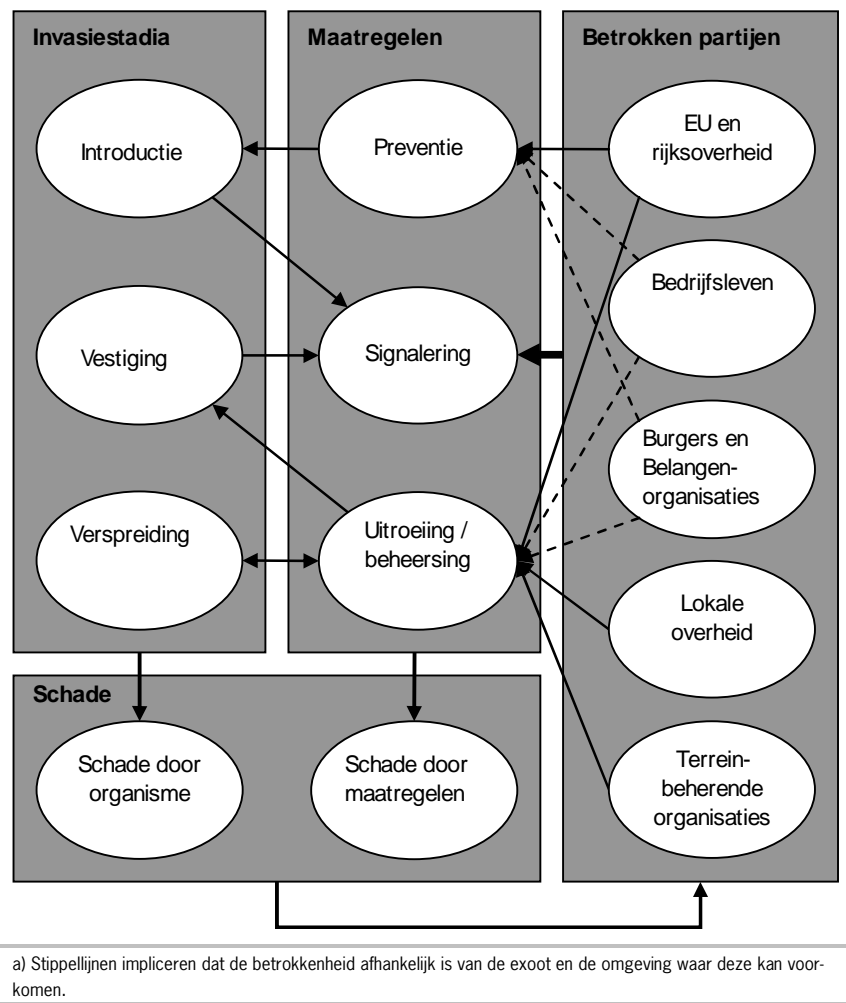 Invasiestadia
Introductie
Vestiging
Verspreiding
Maatregelen
Preventie
Signalering
Uitroeiing /
beheersing
Betrokken partijen
EU en
rijksoverheid
Bedrijfsleven
Burgers en
Belangen-
organisaties
Lokale
overheid
Terrein-
beherende
organisaties
Schade
Schade door
organisme
Schade door
maatregelen
a) Stippellijnen impliceren dat de betrokkenheid afhankelijk is van de exoot en de omgeving waar deze kan voor-
komen.